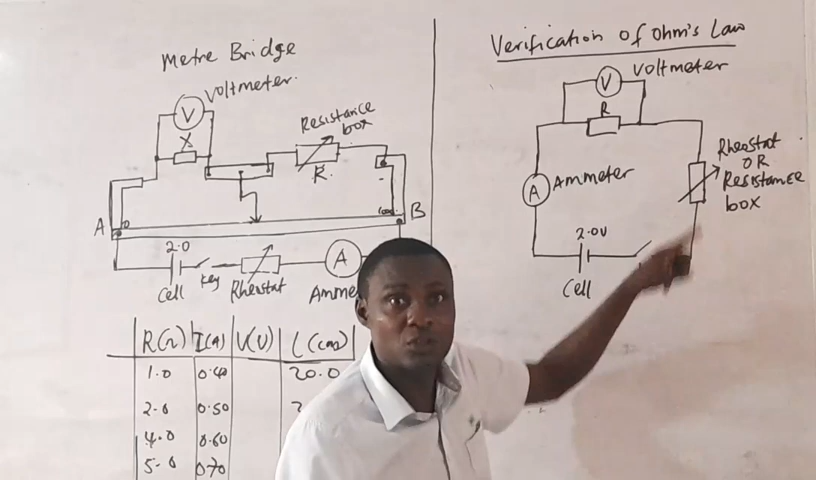 Metre Bridge
Voltmeter.
V
X
Resistance
box
R.
A
B
2.0
Cell
Key
Rheostat
A
R(Ω) I(A) V(V) L(cm)
1.0 0.40 20.0
2.0 0.50
4.0 0.60
5.0 0.70
Verification of Ohm's Law
Voltmeter
V
R
A Ammeter
Rheostat
OR
Resistance
box
2.0V
Cell